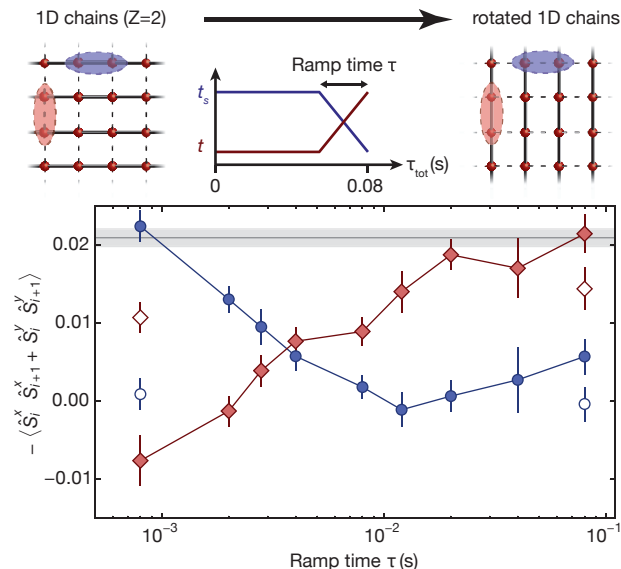 1D chains (Z=2)
rotated 1D chains
Ramp time τ
t_s
t
τ_tot (s)
0
0.08
0.02
0.01
0.00
−0.01
− ⟨Ŝ_i^x Ŝ_{i+1}^x + Ŝ_i^y Ŝ_{i+1}^y⟩
10^−3
10^−2
10^−1
Ramp time τ (s)